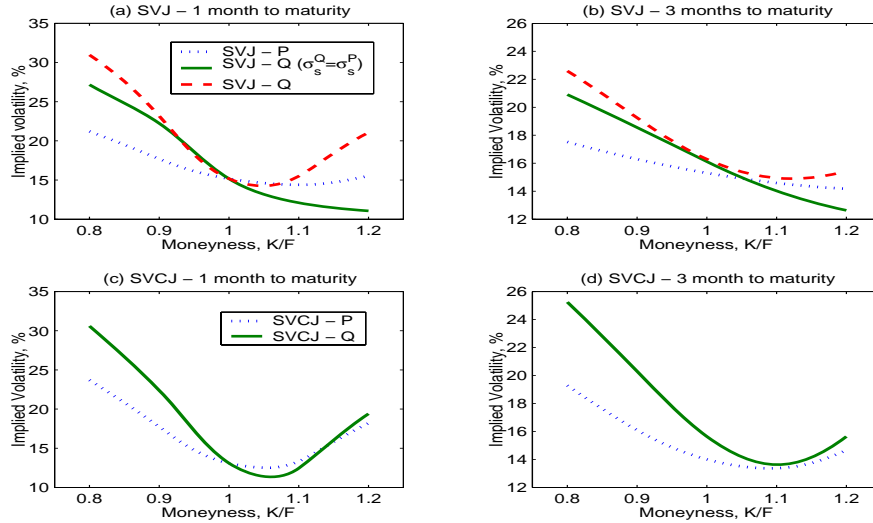 (a) SVJ – 1 month to maturity
35
30
25
20
15
10
Implied volatility, %
SVJ – P
SVJ – Q (σ_s^Q=σ_s^P)
SVJ – Q
0.8 0.9 1 1.1 1.2
Moneyness, K/F
(b) SVJ – 3 months to maturity
26
24
22
20
18
16
14
12
Implied Volatility, %
0.8 0.9 1 1.1 1.2
Moneyness, K/F
(c) SVCJ – 1 month to maturity
35
30
25
20
15
10
Implied Volatility, %
SVCJ – P
SVCJ – Q
0.8 0.9 1 1.1 1.2
Moneyness, K/F
(d) SVCJ – 3 months to maturity
26
24
22
20
18
16
14
12
Implied Volatility, %
0.8 0.9 1 1.1 1.2
Moneyness, K/F